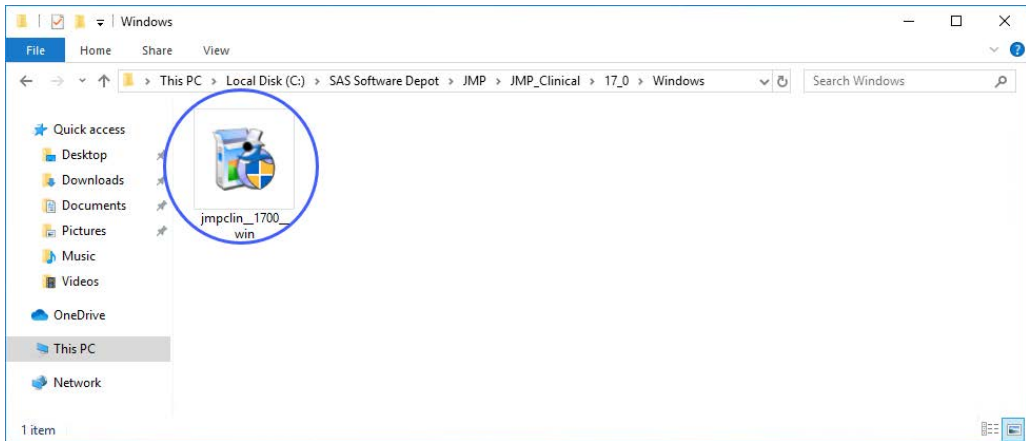 Windows
File Home Share View
This PC > Local Disk (C:) > SAS Software Depot > JMP > JMP_Clinical > 17_0 > Windows
Search Windows
Quick access
Desktop
Downloads
Documents
Pictures
Music
Videos
OneDrive
This PC
Network
jmpclin__1700__
win
1 item